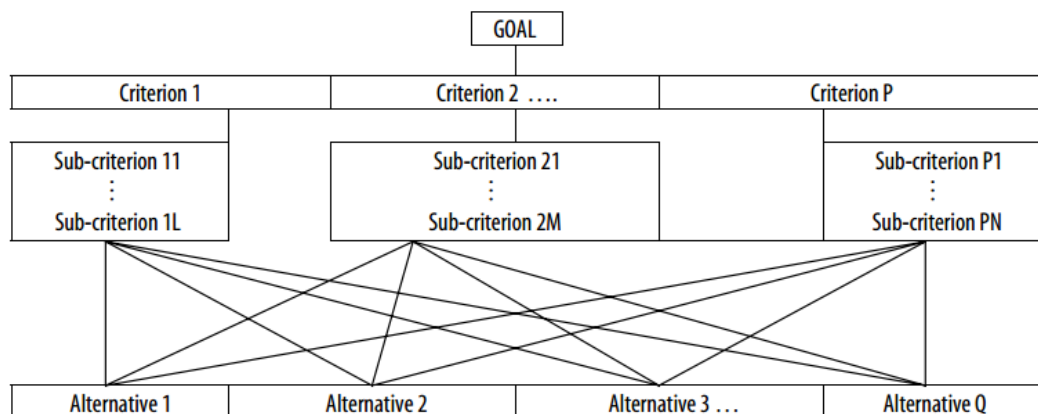 GOAL
Criterion 1 Criterion 2 .... Criterion P
Sub-criterion 11 Sub-criterion 21 Sub-criterion P1
⋮ ⋮ ⋮
Sub-criterion 1L Sub-criterion 2M Sub-criterion PN
Alternative 1 Alternative 2 Alternative 3 ... Alternative Q